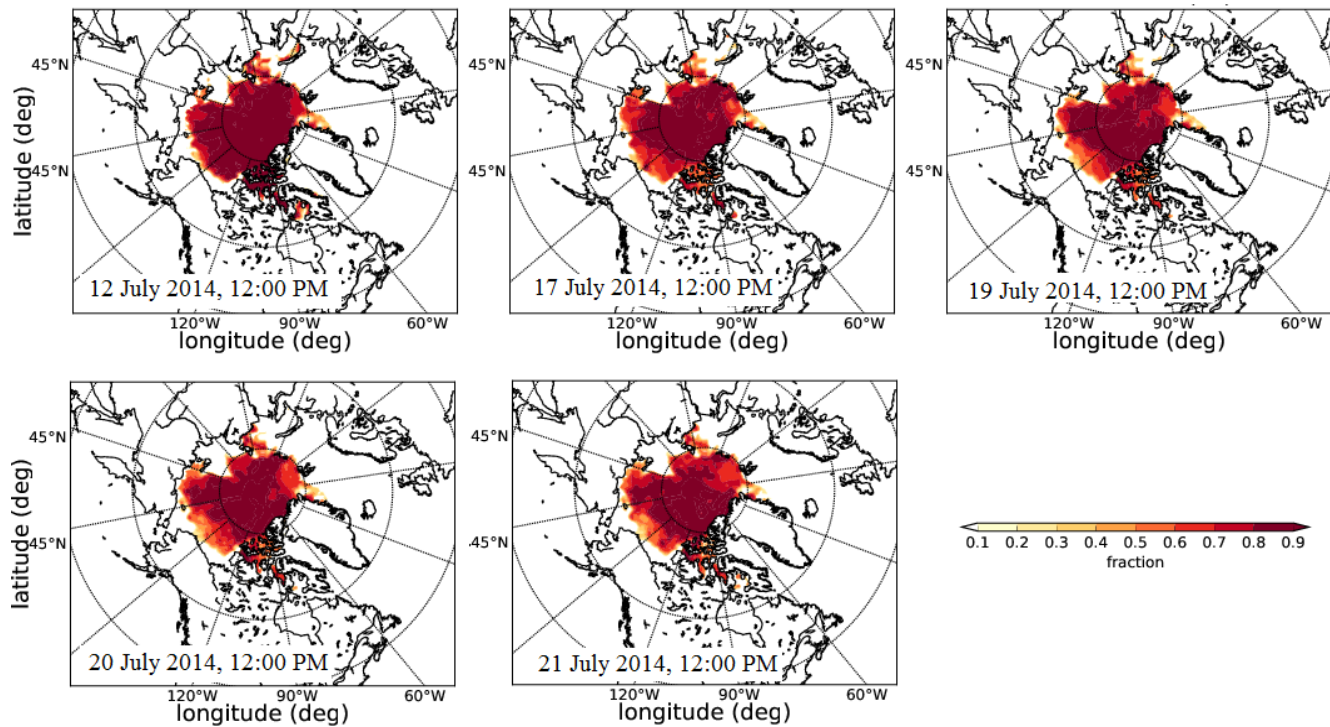 45°N
45°N
latitude (deg)
12 July 2014, 12:00 PM
120°W 90°W 60°W
longitude (deg)
45°N
45°N
17 July 2014, 12:00 PM
120°W 90°W 60°W
longitude (deg)
45°N
45°N
19 July 2014, 12:00 PM
120°W 90°W 60°W
longitude (deg)
45°N
45°N
latitude (deg)
20 July 2014, 12:00 PM
120°W 90°W 60°W
longitude (deg)
45°N
45°N
21 July 2014, 12:00 PM
120°W 90°W 60°W
longitude (deg)
0.1 0.2 0.3 0.4 0.5 0.6 0.7 0.8 0.9
fraction